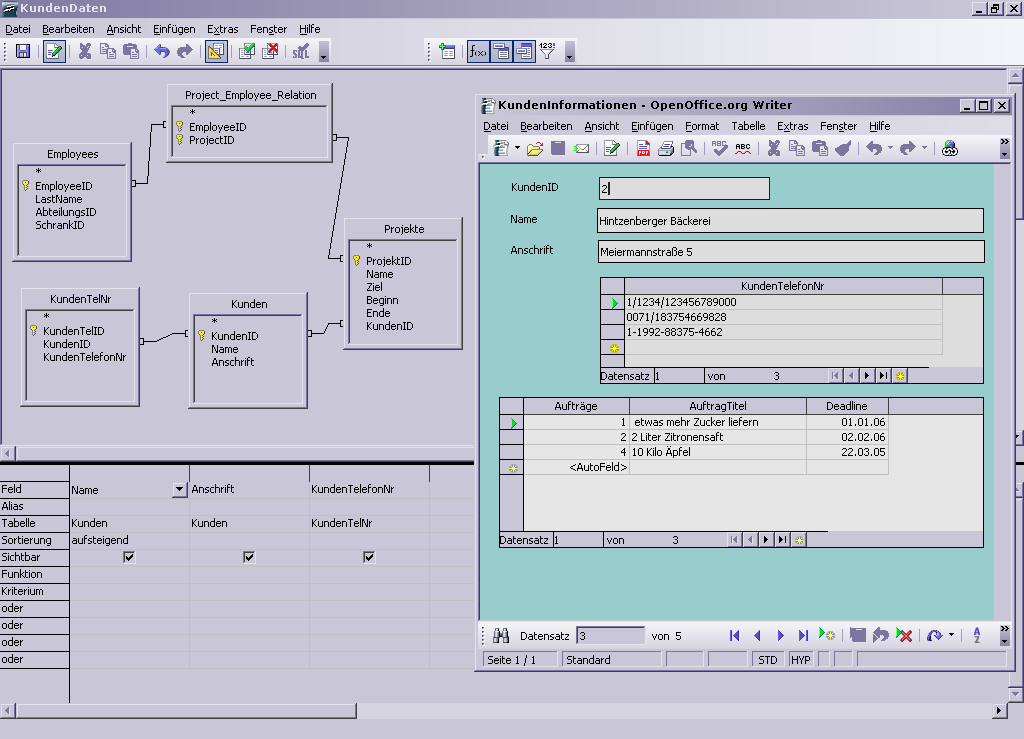 KundenDaten
Datei Bearbeiten Ansicht Einfügen Extras Fenster Hilfe
f(x) 123!
Project_Employee_Relation
*
EmployeeID
ProjectID
Employees
*
EmployeeID
LastName
AbteilungsID
SchrankID
Projekte
*
ProjektID
Name
Ziel
Beginn
Ende
KundenID
KundenTelNr
*
KundenTelID
KundenID
KundenTelefonNr
Kunden
*
KundenID
Name
Anschrift
Feld Name Anschrift KundenTelefonNr
Alias
Tabelle Kunden Kunden KundenTelNr
Sortierung aufsteigend
Sichtbar
Funktion
Kriterium
oder
oder
oder
oder
KundenInformationen - OpenOffice.org Writer
Datei Bearbeiten Ansicht Einfügen Format Tabelle Extras Fenster Hilfe
PDF ABC ABC
KundenID 2
Name Hintzenberger Bäckerei
Anschrift Meiermannstraße 5
KundenTelefonNr
1/1234/123456789000
0071/183754669828
1-1992-88375-4662
Datensatz 1 von 3
Aufträge AuftragTitel Deadline
1 etwas mehr Zucker liefern 01.01.06
2 2 Liter Zitronensaft 02.02.06
4 10 Kilo Äpfel 22.03.05
<AutoFeld>
Datensatz 1 von 3
Datensatz 3 von 5
A
Z
Seite 1 / 1 Standard STD HYP